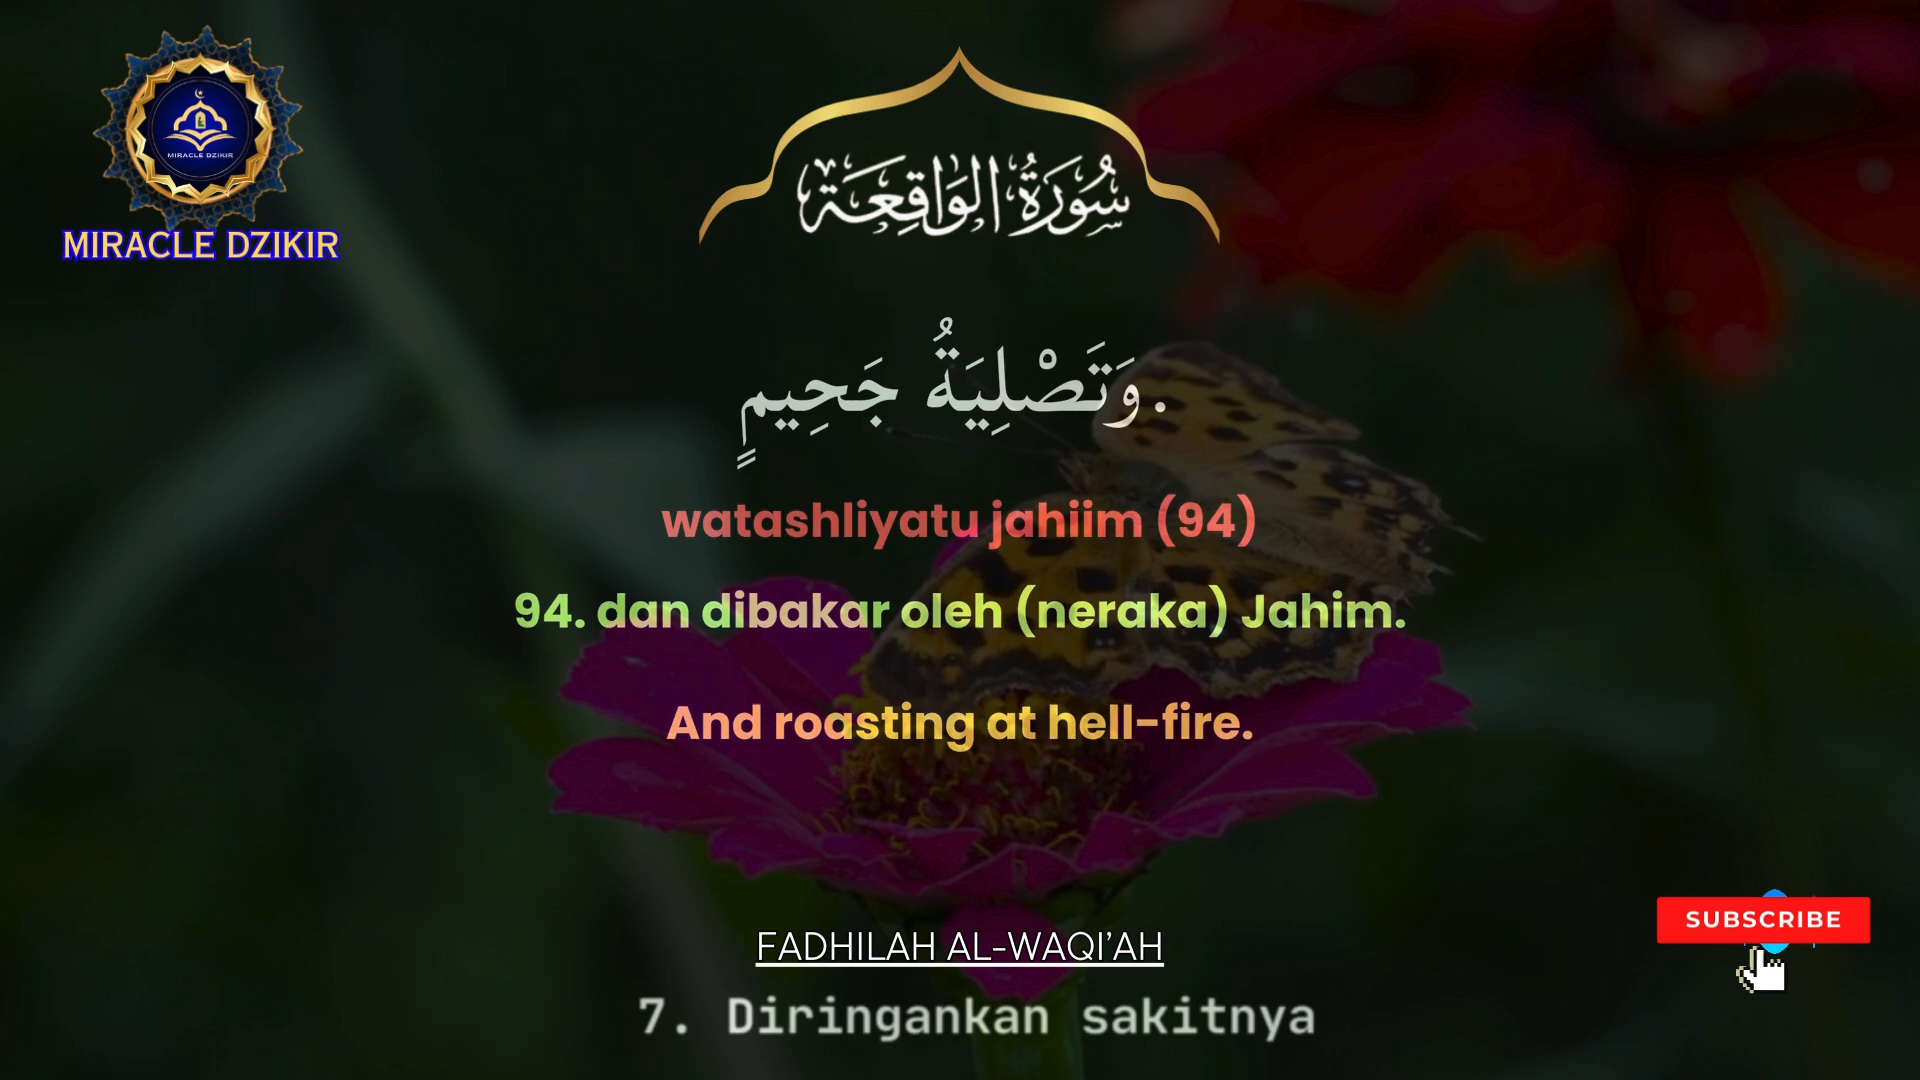 MIRACLE DZIKIR
MIRACLE DZIKIR
سُورَةُ الوَاقِعَة
وَتَصْلِيَةُ جَحِيمٍ.
watashliyatu jahiim (94)
94. dan dibakar oleh (neraka) Jahim.
And roasting at hell-fire.
SUBSCRIBE
FADHILAH AL-WAQI'AH
7. Diringankan sakitnya